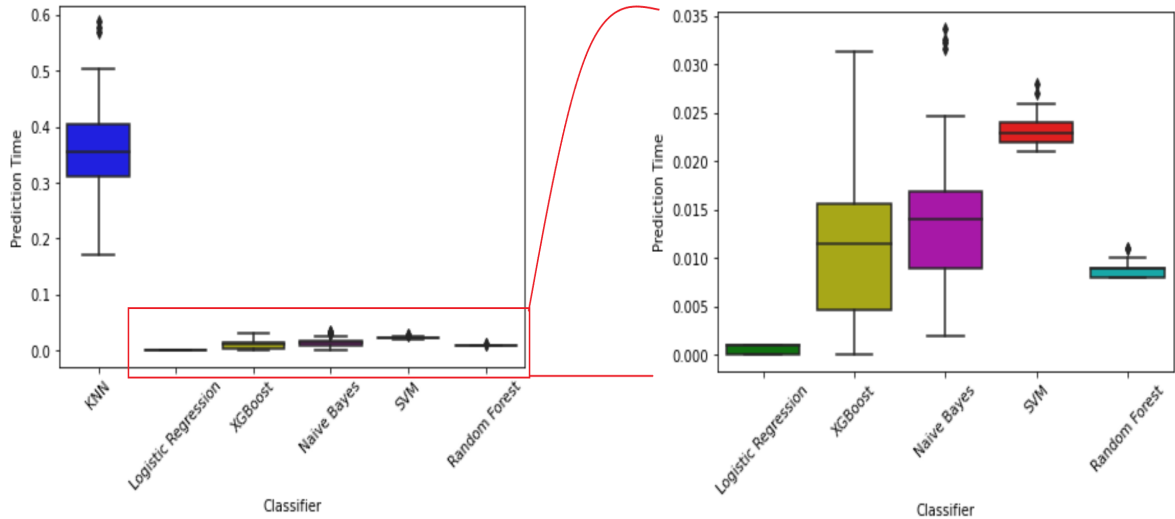 Prediction Time
0.6
0.5
0.4
0.3
0.2
0.1
0.0
KNN
Logistic Regression
XGBoost
Naive Bayes
SVM
Random Forest
Classifier
Prediction Time
0.035
0.030
0.025
0.020
0.015
0.010
0.005
0.000
Logistic Regression
XGBoost
Naive Bayes
SVM
Random Forest
Classifier